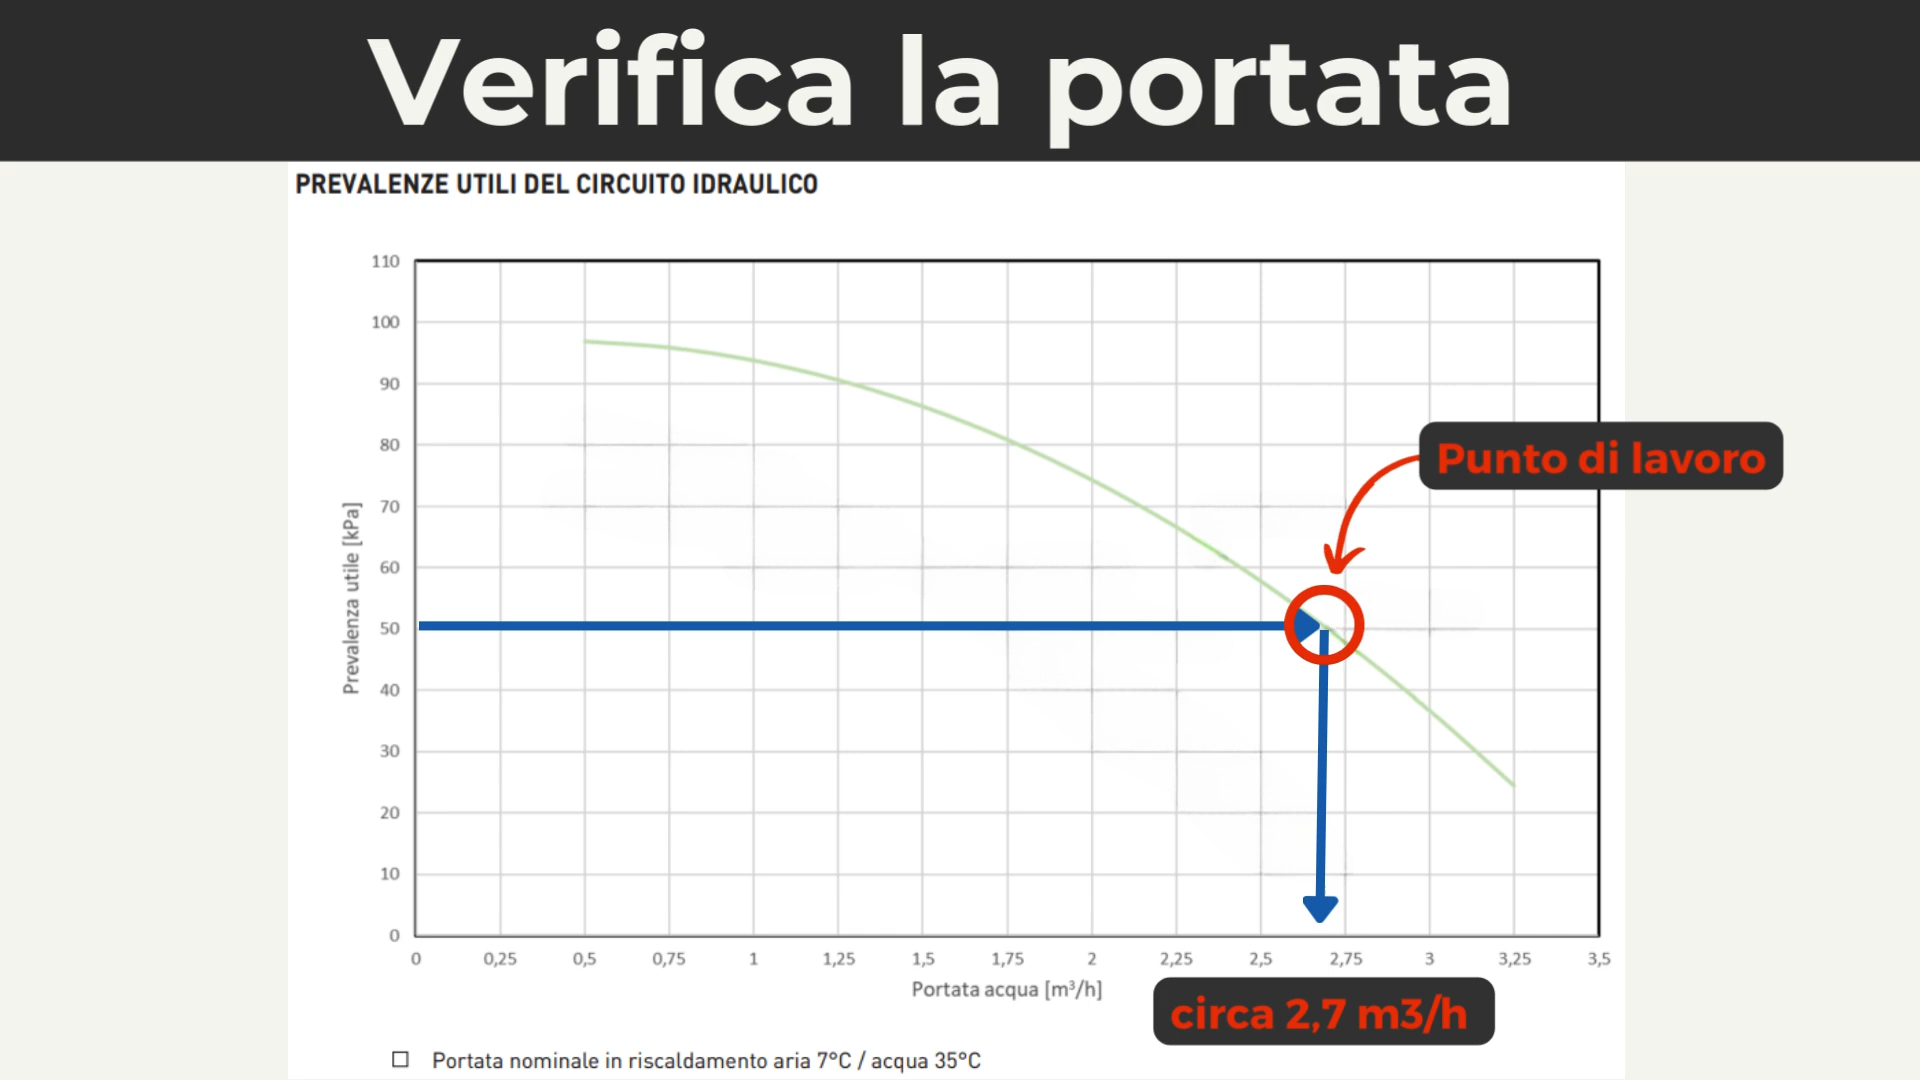 Verifica la portata
PREVALENZE UTILI DEL CIRCUITO IDRAULICO
110
100
90
80
70
60
50
40
30
20
10
0
Prevalenza utile [kPa]
Punto di lavoro
0 0,25 0,5 0,75 1 1,25 1,5 1,75 2 2,25 2,5 2,75 3 3,25 3,5
Portata acqua [m³/h]
circa 2,7 m3/h
Portata nominale in riscaldamento aria 7°C / acqua 35°C